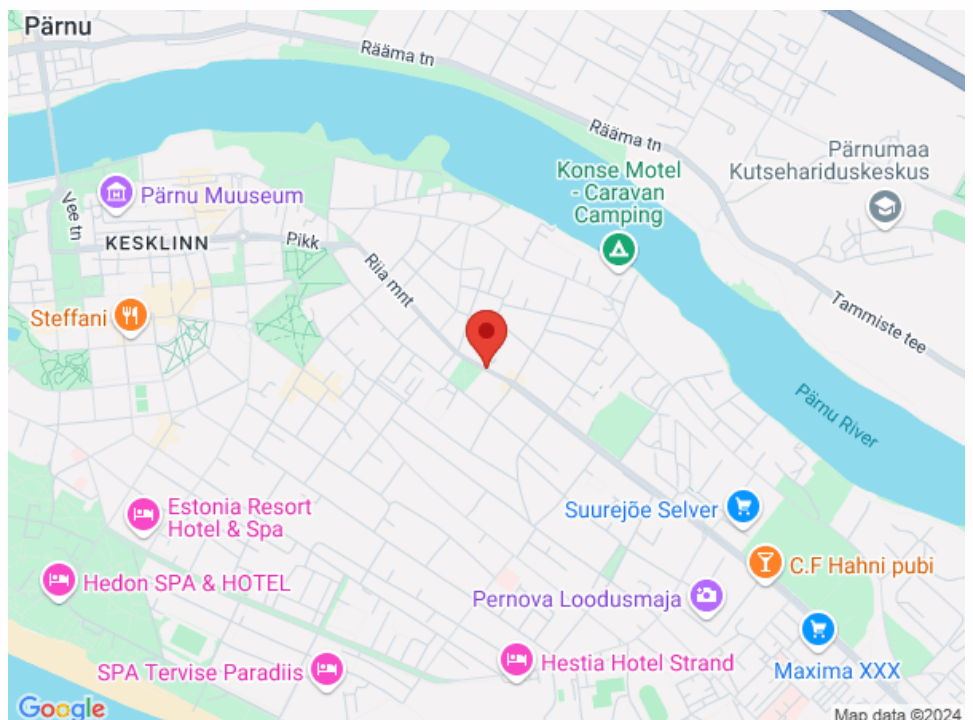 Pärnu
Rääma tn
Rääma tn
Pärnumaa
Kutsehariduskeskus
Konse Motel
- Caravan
Camping
Pärnu Muuseum
Vee tn
KESKLINN
Pikk
Riia mnt
Steffani
Tammiste tee
Pärnu River
Estonia Resort
Hotel & Spa
Suurejõe Selver
C.F Hahni pubi
Hedon SPA & HOTEL
Pernova Loodusmaja
SPA Tervise Paradiis
Hestia Hotel Strand
Maxima XXX
Google
Map data ©2024